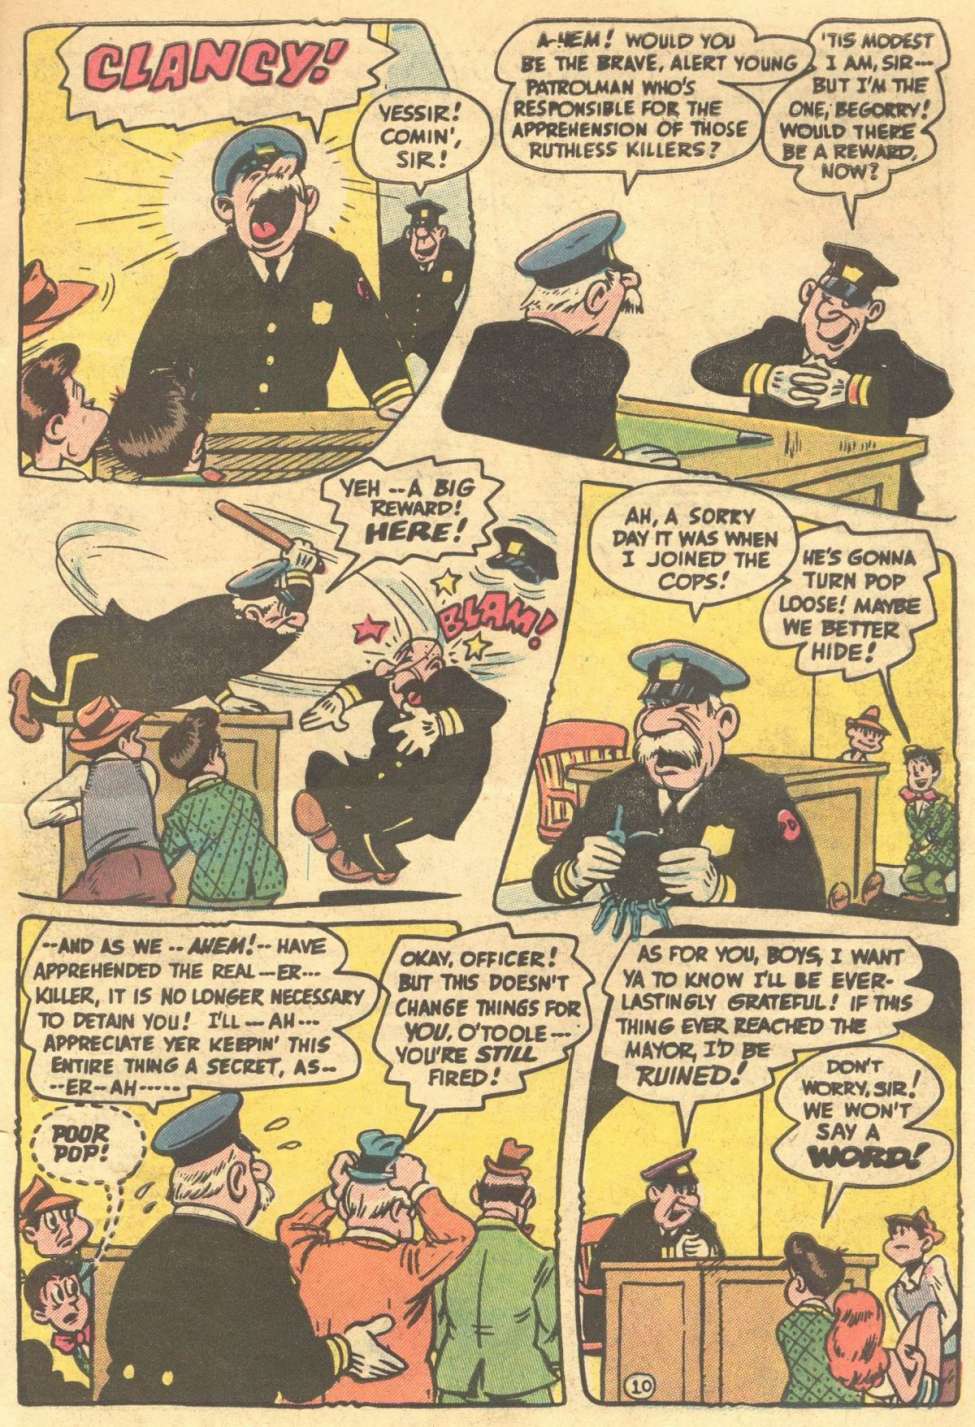 CLANCY!
YESSIR!
COMIN',
SIR!
A-HEM! WOULD YOU
BE THE BRAVE, ALERT YOUNG
PATROLMAN WHO'S
RESPONSIBLE FOR THE
APPREHENSION OF THOSE
RUTHLESS KILLERS?
'TIS MODEST
I AM, SIR--
BUT I'M THE
ONE, BEGORRY!
WOULD THERE
BE A REWARD,
NOW?
YEH -- A BIG
REWARD!
HERE!
BLAM!
AH, A SORRY
DAY IT WAS WHEN
I JOINED THE
COPS!
HE'S GONNA
TURN POP
LOOSE! MAYBE
WE BETTER
HIDE!
--AND AS WE -- AHEM! -- HAVE
APPREHENDED THE REAL --ER---
KILLER, IT IS NO LONGER NECESSARY
TO DETAIN YOU! I'LL -- AH---
APPRECIATE YER KEEPIN' THIS
ENTIRE THING A SECRET, AS--
--ER--AH-----
POOR
POP!
OKAY, OFFICER!
BUT THIS DOESN'T
CHANGE THINGS FOR
YOU, O'TOOLE--
YOU'RE STILL
FIRED!
AS FOR YOU, BOYS, I WANT
YA TO KNOW I'LL BE EVER-
LASTINGLY GRATEFUL! IF THIS
THING EVER REACHED THE
MAYOR, I'D BE
RUINED!
DON'T
WORRY, SIR!
WE WON'T
SAY A
WORD!
10